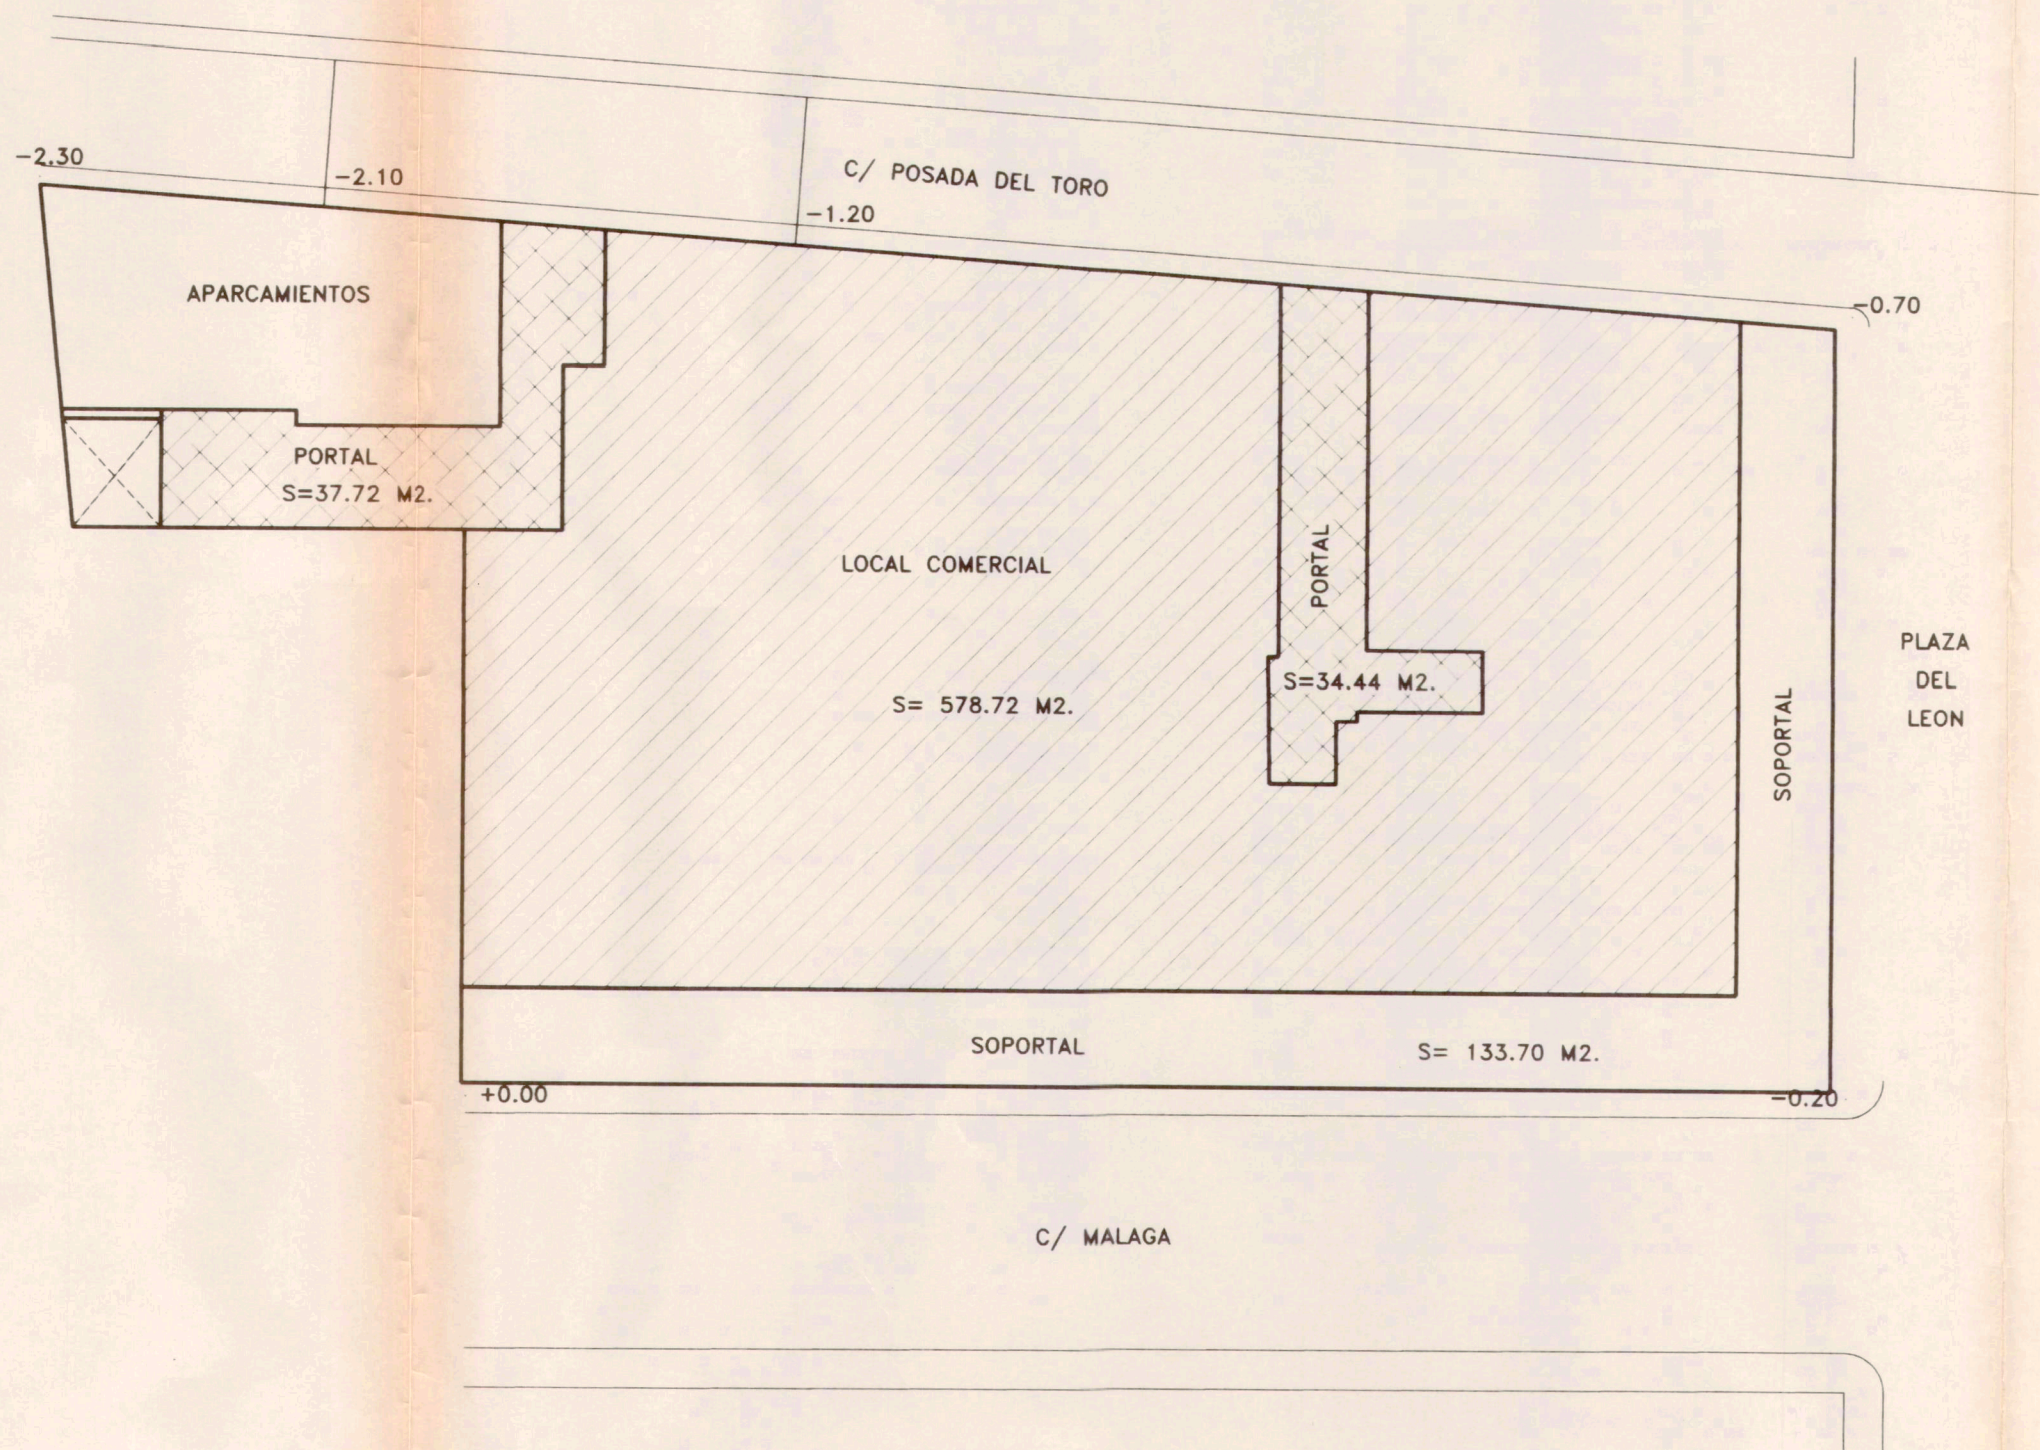 -2.30
-2.10
C/ POSADA DEL TORO
-1.20
-0.70
APARCAMIENTOS
PORTAL
S=37.72 M2.
LOCAL COMERCIAL
S= 578.72 M2.
PORTAL
S=34.44 M2.
SOPORTAL
PLAZA
DEL
LEON
SOPORTAL
S= 133.70 M2.
+0.00
-0.20
C/ MALAGA